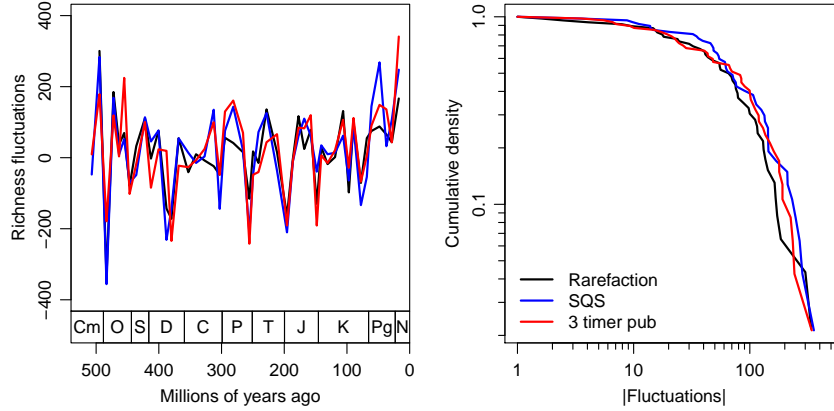 Richness fluctuations
400
200
0
−200
−400
Cm O S D C P T J K Pg N
500 400 300 200 100 0
Millions of years ago
Cumulative density
1.0
0.1
Rarefaction
SQS
3 timer pub
1 10 100
|Fluctuations|